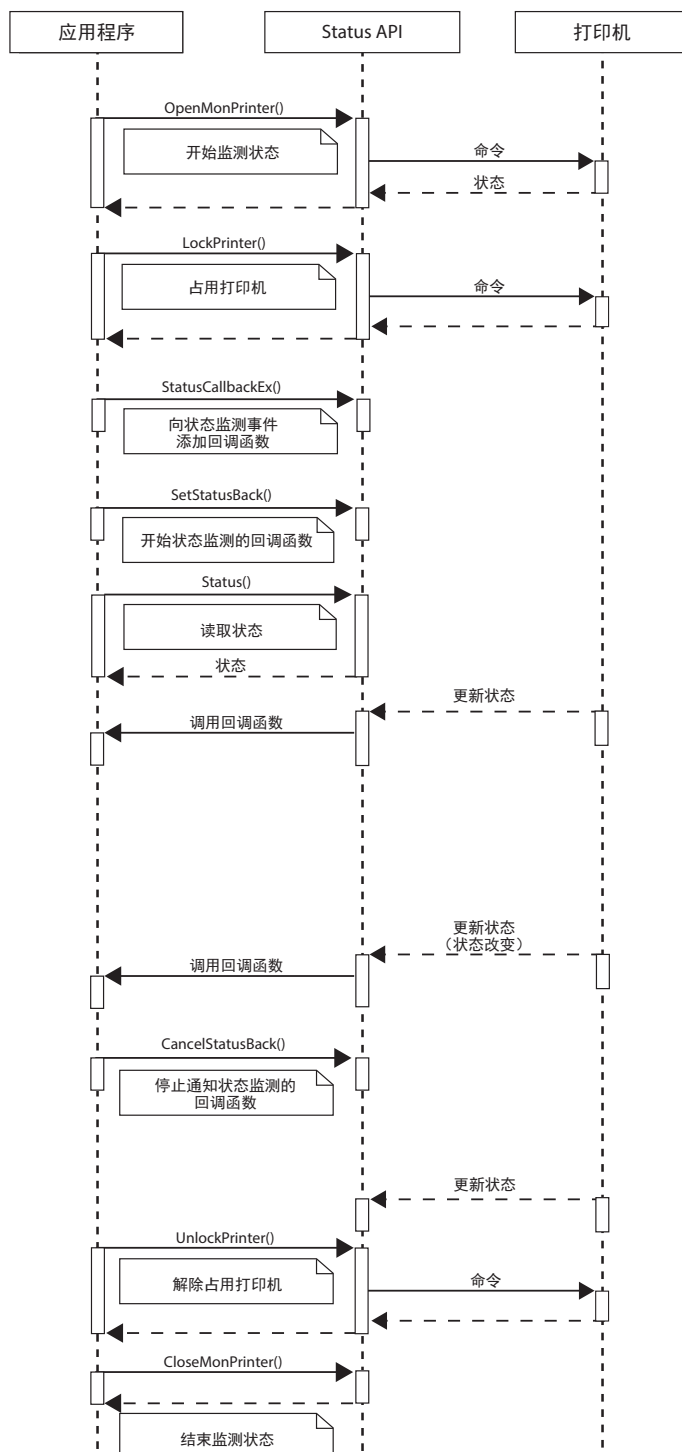 应用程序
Status API
打印机
OpenMonPrinter()
开始监测状态
命令
状态
LockPrinter()
占用打印机
命令
StatusCallbackEx()
向状态监测事件
添加回调函数
SetStatusBack()
开始状态监测的回调函数
Status()
读取状态
状态
更新状态
调用回调函数
更新状态
（状态改变）
调用回调函数
CancelStatusBack()
停止通知状态监测的
回调函数
更新状态
UnlockPrinter()
解除占用打印机
命令
CloseMonPrinter()
结束监测状态